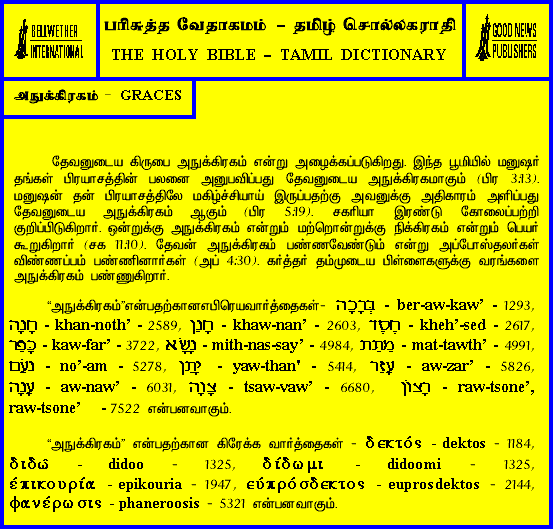 BELLWETHER
INTERNATIONAL
பரிசுத்த வேதாகமம் – தமிழ் சொல்லகராதி
THE HOLY BIBLE – TAMIL DICTIONARY
GOOD NEWS
PUBLISHERS
அநுக்கிரகம் - GRACES
தேவனுடைய கிருபை அநுக்கிரகம் என்று அழைக்கப்படுகிறது. இந்த பூமியில் மனுஷர்
தங்கள் பிரயாசத்தின் பலனை அனுபவிப்பது தேவனுடைய அநுக்கிரகமாகும் (பிர 3:13).
மனுஷன் தன் பிரயாசத்திலே மகிழ்ச்சியாய் இருப்பதற்கு அவனுக்கு அதிகாரம் அளிப்பது
தேவனுடைய அநுக்கிரகம் ஆகும் (பிர 5:19). சகரியா இரண்டு கோலைப்பற்றி
குறிப்பிடுகிறார். ஒன்றுக்கு அநுக்கிரகம் என்றும் மற்றொன்றுக்கு நிக்கிரகம் என்றும் பெயர்
கூறுகிறார் (சக 11:10). தேவன் அநுக்கிரகம் பண்ணவேண்டும் என்று அப்போஸ்தலர்கள்
விண்ணப்பம் பண்ணினார்கள் (அப் 4:30). கர்த்தர் தம்முடைய பிள்ளைகளுக்கு வரங்களை
அநுக்கிரகம் பண்ணுகிறார்.
“அநுக்கிரகம்”என்பதற்கானஎபிரெயவார்த்தைகள்- בְּרָכָה - ber-aw-kaw’ - 1293,
חָנָה - khan-noth’ - 2589, חָנַן - khaw-nan’ - 2603, חֶסֶד - kheh’-sed - 2617,
כָּפַר - kaw-far’ - 3722, נָשָׂא - mith-nas-say’ - 4984, מַתַּת - mat-tawth’ - 4991,
נֹעַם - no’-am - 5278, יָתַן - yaw-than' - 5414, עָזַר - aw-zar’ - 5826,
עָנָה - aw-naw’ - 6031, צָוָה - tsaw-vaw’ - 6680, רָצוֹן - raw-tsone’,
raw-tsone’ - 7522 என்பனவாகும்.
“அநுக்கிரகம்” என்பதற்கான கிரேக்க வார்த்தைகள் - δεκτός - dektos - 1184,
διδῶ - didoo - 1325, δίδωμι - didoomi - 1325,
ἐπικουρία - epikouria - 1947, εὐπρόσδεκτος - euprosdektos - 2144,
φανέρωσις - phaneroosis - 5321 என்பனவாகும்.